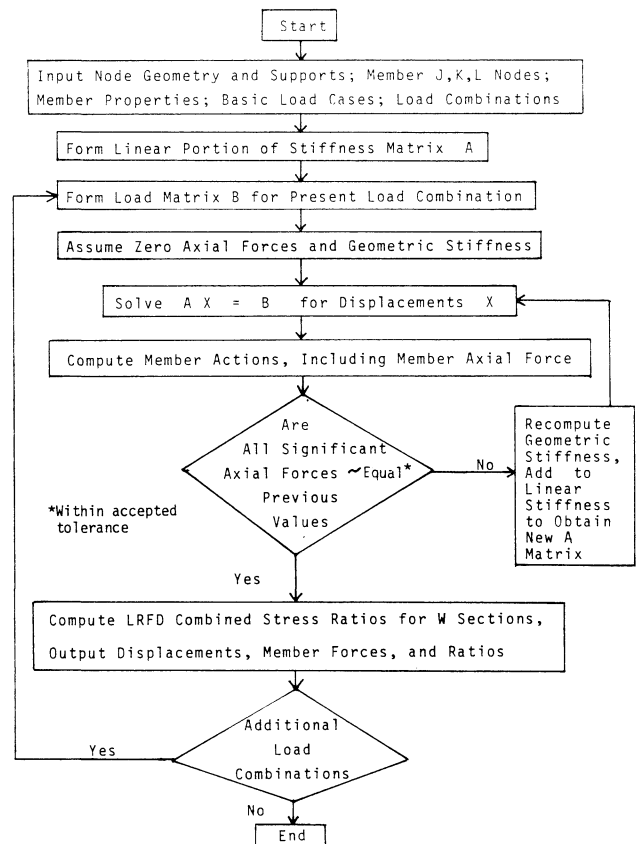 Start
Input Node Geometry and Supports; Member J,K,L Nodes;
Member Properties; Basic Load Cases; Load Combinations
Form Linear Portion of Stiffness Matrix A
Form Load Matrix B for Present Load Combination
Assume Zero Axial Forces and Geometric Stiffness
Solve A X = B for Displacements X
Compute Member Actions, Including Member Axial Force
Are
All Significant
Axial Forces ~Equal*
Previous
Values
No
Recompute
Geometric
Stiffness,
Add to
Linear
Stiffness
to Obtain
New A
Matrix
*Within accepted
tolerance
Yes
Compute LRFD Combined Stress Ratios for W Sections,
Output Displacements, Member Forces, and Ratios
Additional
Load
Combinations
Yes
No
End